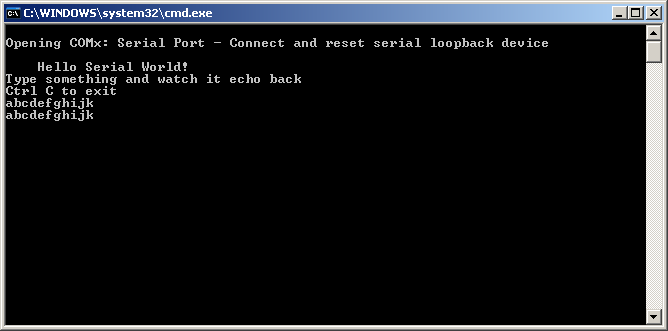 C:\WINDOWS\system32\cmd.exe
Opening COMx: Serial Port - Connect and reset serial loopback device
Hello Serial World!
Type something and watch it echo back
Ctrl C to exit
abcdefghijk
abcdefghijk